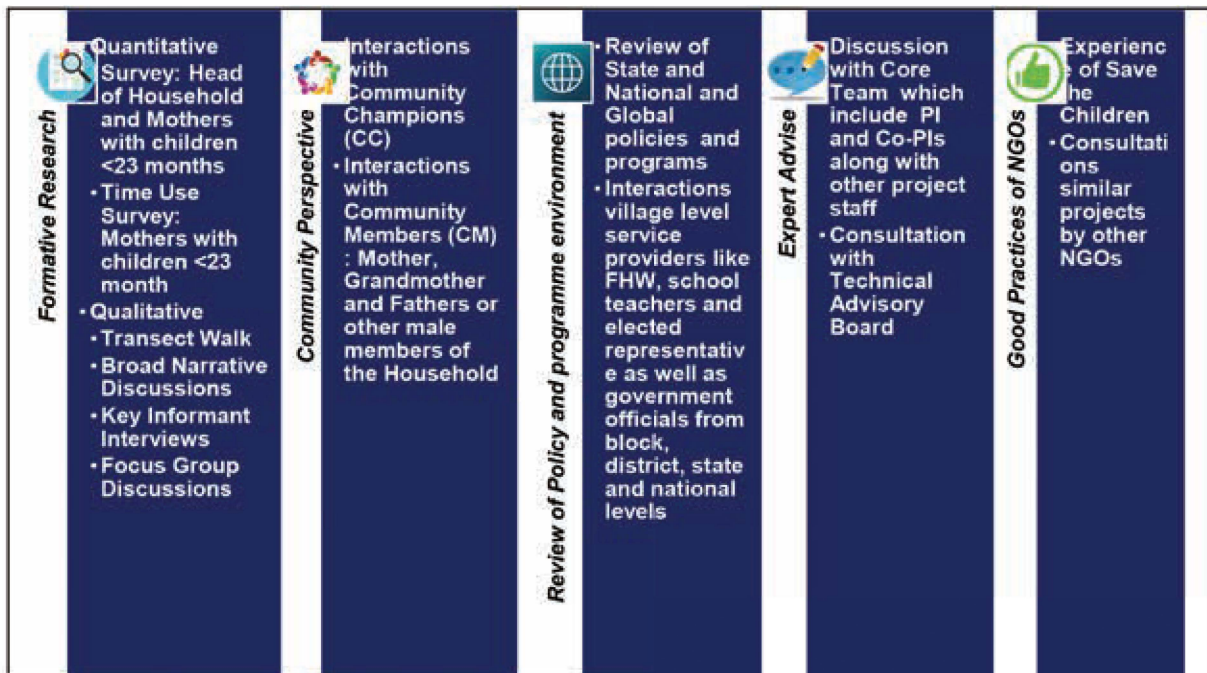 Formative Research
• Quantitative
Survey: Head
of Household
and Mothers
with children
<23 months
• Time Use
Survey:
Mothers with
children <23
month
• Qualitative
• Transect Walk
• Broad Narrative
Discussions
• Key Informant
Interviews
• Focus Group
Discussions
Community Perspective
Interactions
with
Community
Champions
(CC)
• Interactions
with
Community
Members (CM)
: Mother,
Grandmother
and Fathers or
other male
members of
the Household
Review of Policy and programme environment
• Review of
State and
National and
Global
policies and
programs
• Interactions
village level
service
providers like
FHW, school
teachers and
elected
representativ
e as well as
government
officials from
block,
district, state
and national
levels
Expert Advise
Discussion
with Core
Team which
include PI
and Co-PIs
along with
other project
staff
• Consultation
with
Technical
Advisory
Board
Good Practices of NGOs
Experienc
e of Save
the
Children
• Consultati
ons
similar
projects
by other
NGOs